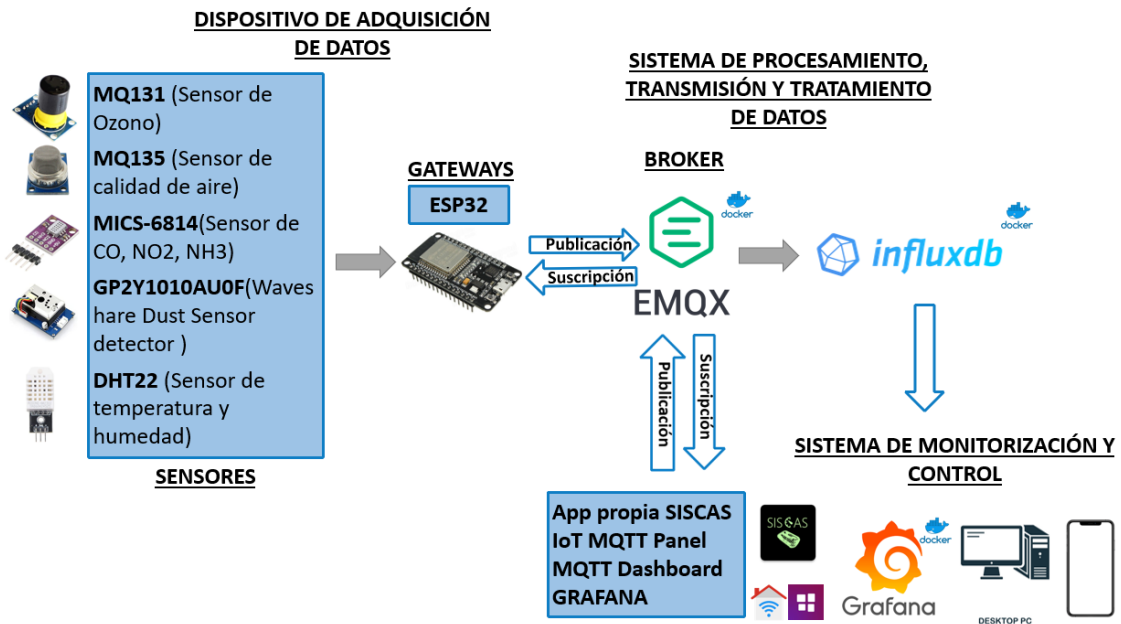 DISPOSITIVO DE ADQUISICIÓN
DE DATOS
MQ131 (Sensor de
Ozono)
MQ135 (Sensor de
calidad de aire)
MICS-6814(Sensor de
CO, NO2, NH3)
GP2Y1010AU0F(Waves
hare Dust Sensor
detector )
DHT22 (Sensor de
temperatura y
humedad)
SENSORES
GATEWAYS
ESP32
SISTEMA DE PROCESAMIENTO,
TRANSMISIÓN Y TRATAMIENTO
DE DATOS
BROKER
docker
Publicación
Suscripción
EMQX
docker
influxdb
Publicación
Suscripción
SISTEMA DE MONITORIZACIÓN Y
CONTROL
App propia SISCAS
IoT MQTT Panel
MQTT Dashboard
GRAFANA
SISCAS
docker
Grafana
DESKTOP PC